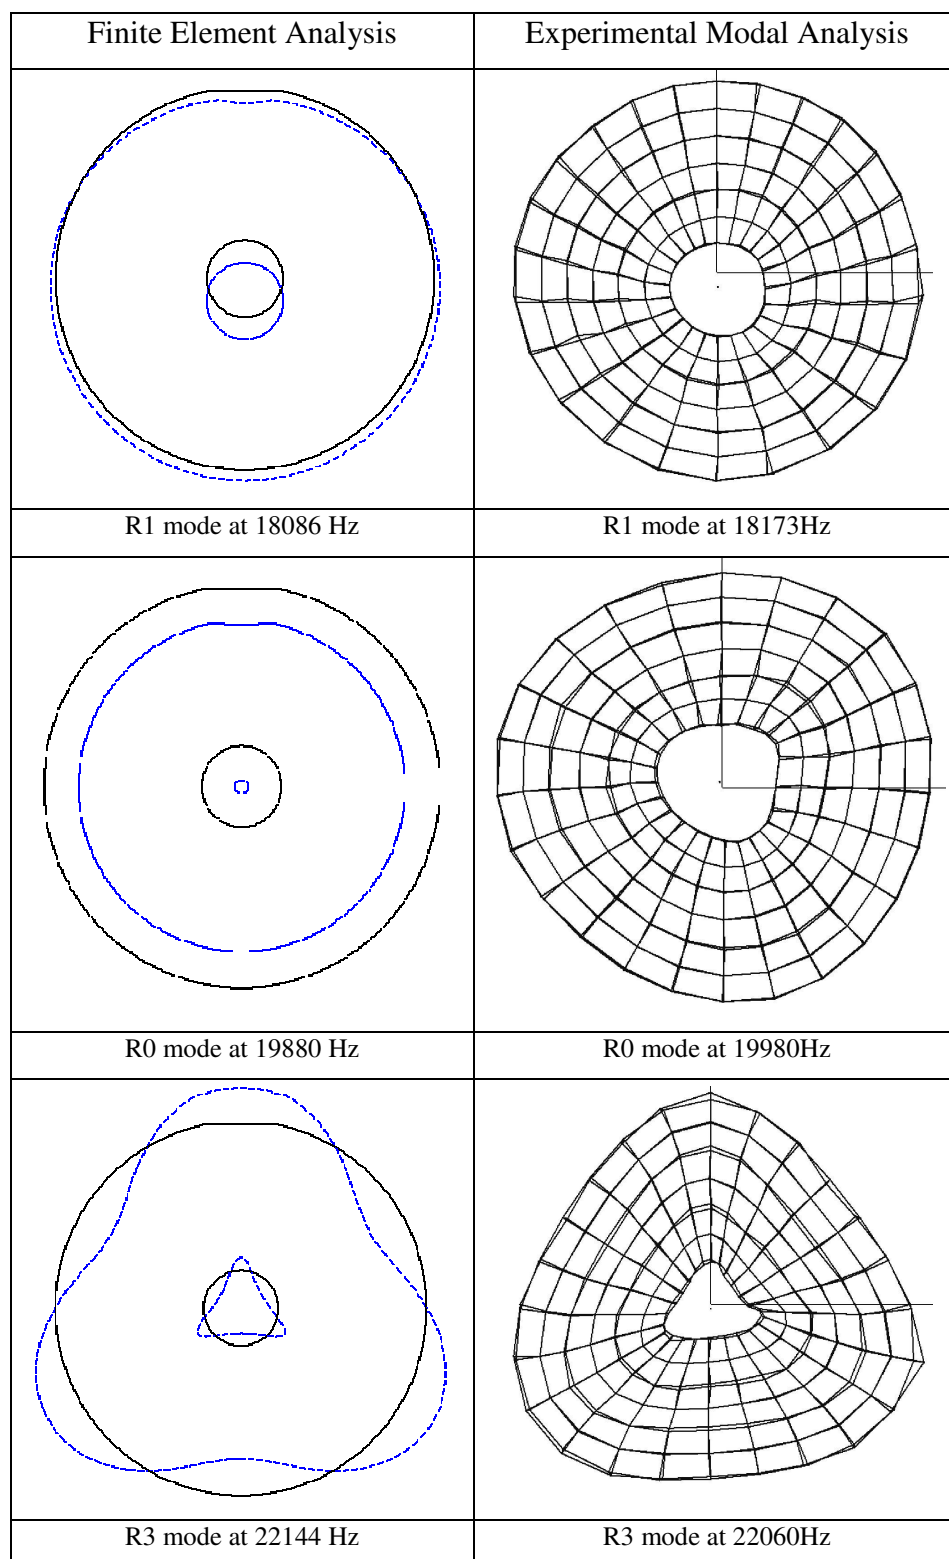 Finite Element Analysis
Experimental Modal Analysis
R1 mode at 18086 Hz
R1 mode at 18173Hz
R0 mode at 19880 Hz
R0 mode at 19980Hz
R3 mode at 22144 Hz
R3 mode at 22060Hz